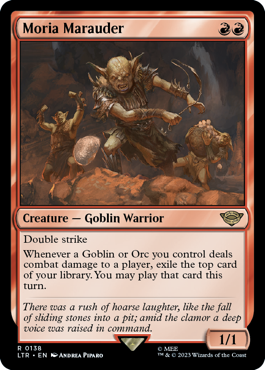 Moria Marauder
Creature — Goblin Warrior
Double strike
Whenever a Goblin or Orc you control deals
combat damage to a player, exile the top card
of your library. You may play that card this
turn.
There was a rush of hoarse laughter, like the fall
of sliding stones into a pit; amid the clamor a deep
voice was raised in command.
1/1
R 0138
LTR • EN Andrea Piparo
© MEE
™ & © 2023 Wizards of the Coast